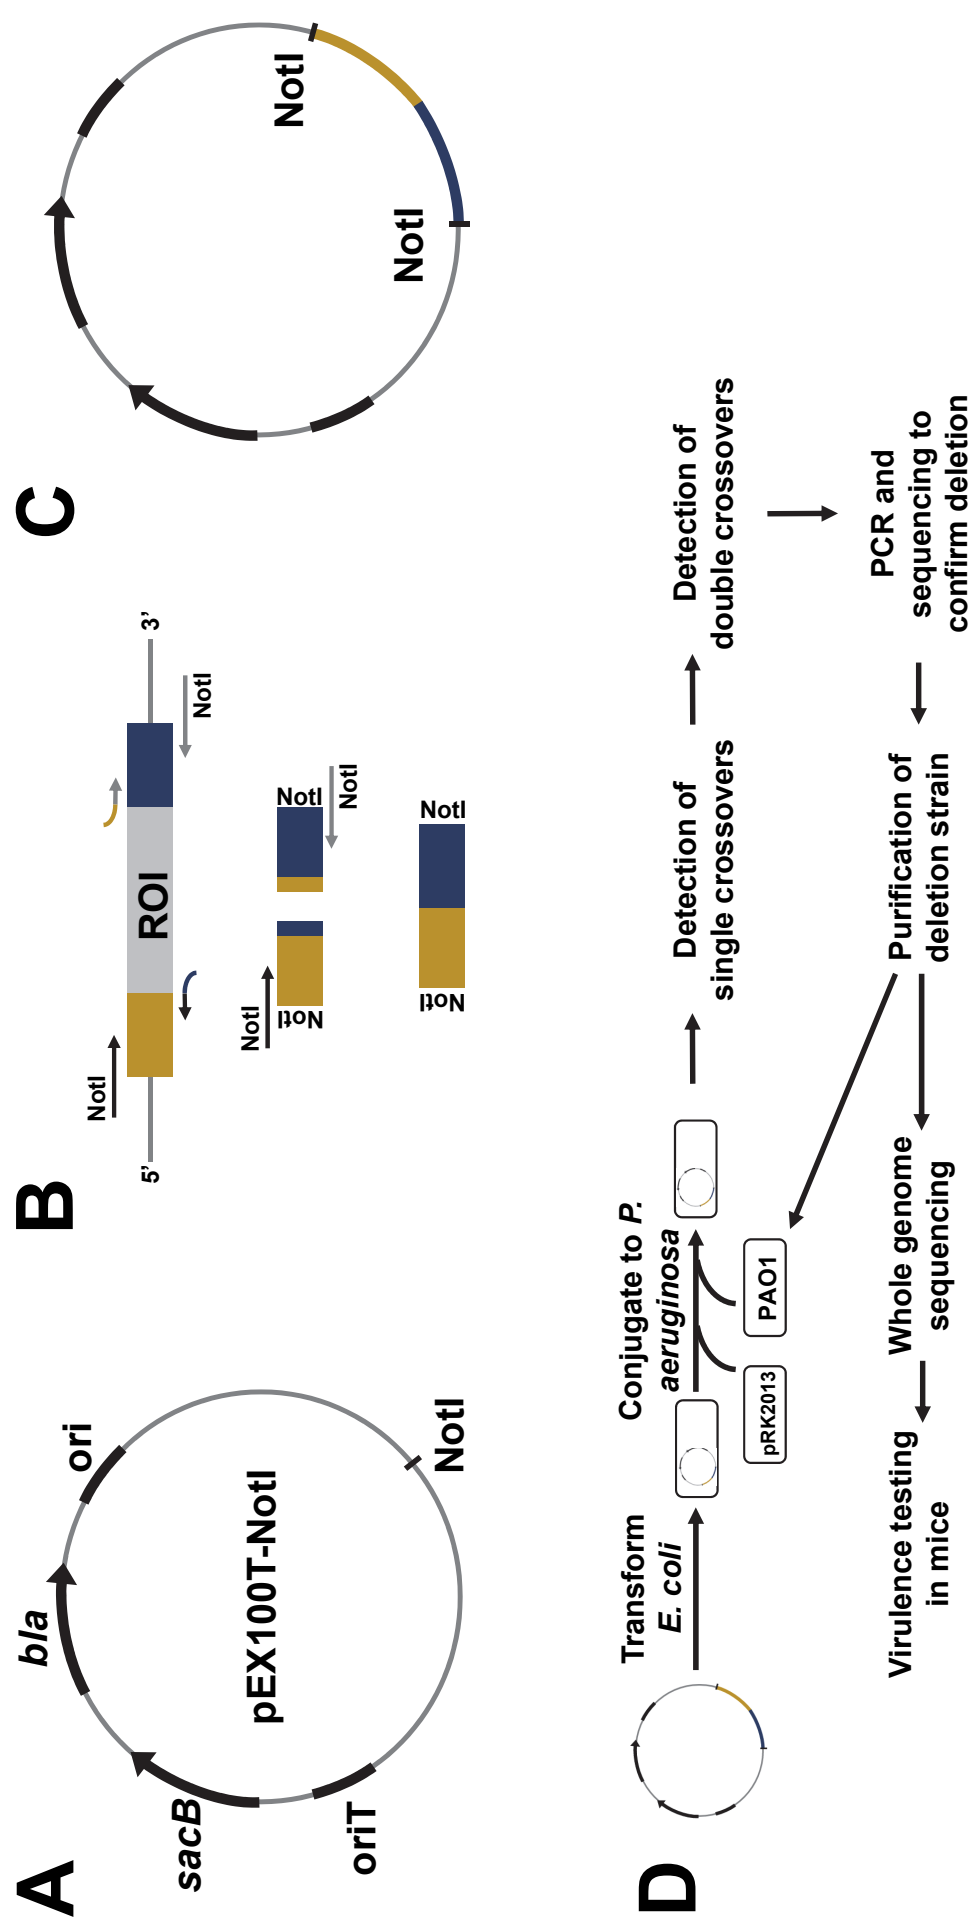 A
bla
ori
sacB
pEX100T-NotI
oriT
NotI
B
NotI
5'
ROI
3'
NotI
NotI
NotI
NotI
NotI
NotI
NotI
C
NotI
NotI
D
Transform
E. coli
Conjugate to P.
aeruginosa
pRK2013
PAO1
Detection of
single crossovers
Detection of
double crossovers
PCR and
sequencing to
confirm deletion
Purification of
deletion strain
Whole genome
sequencing
Virulence testing
in mice